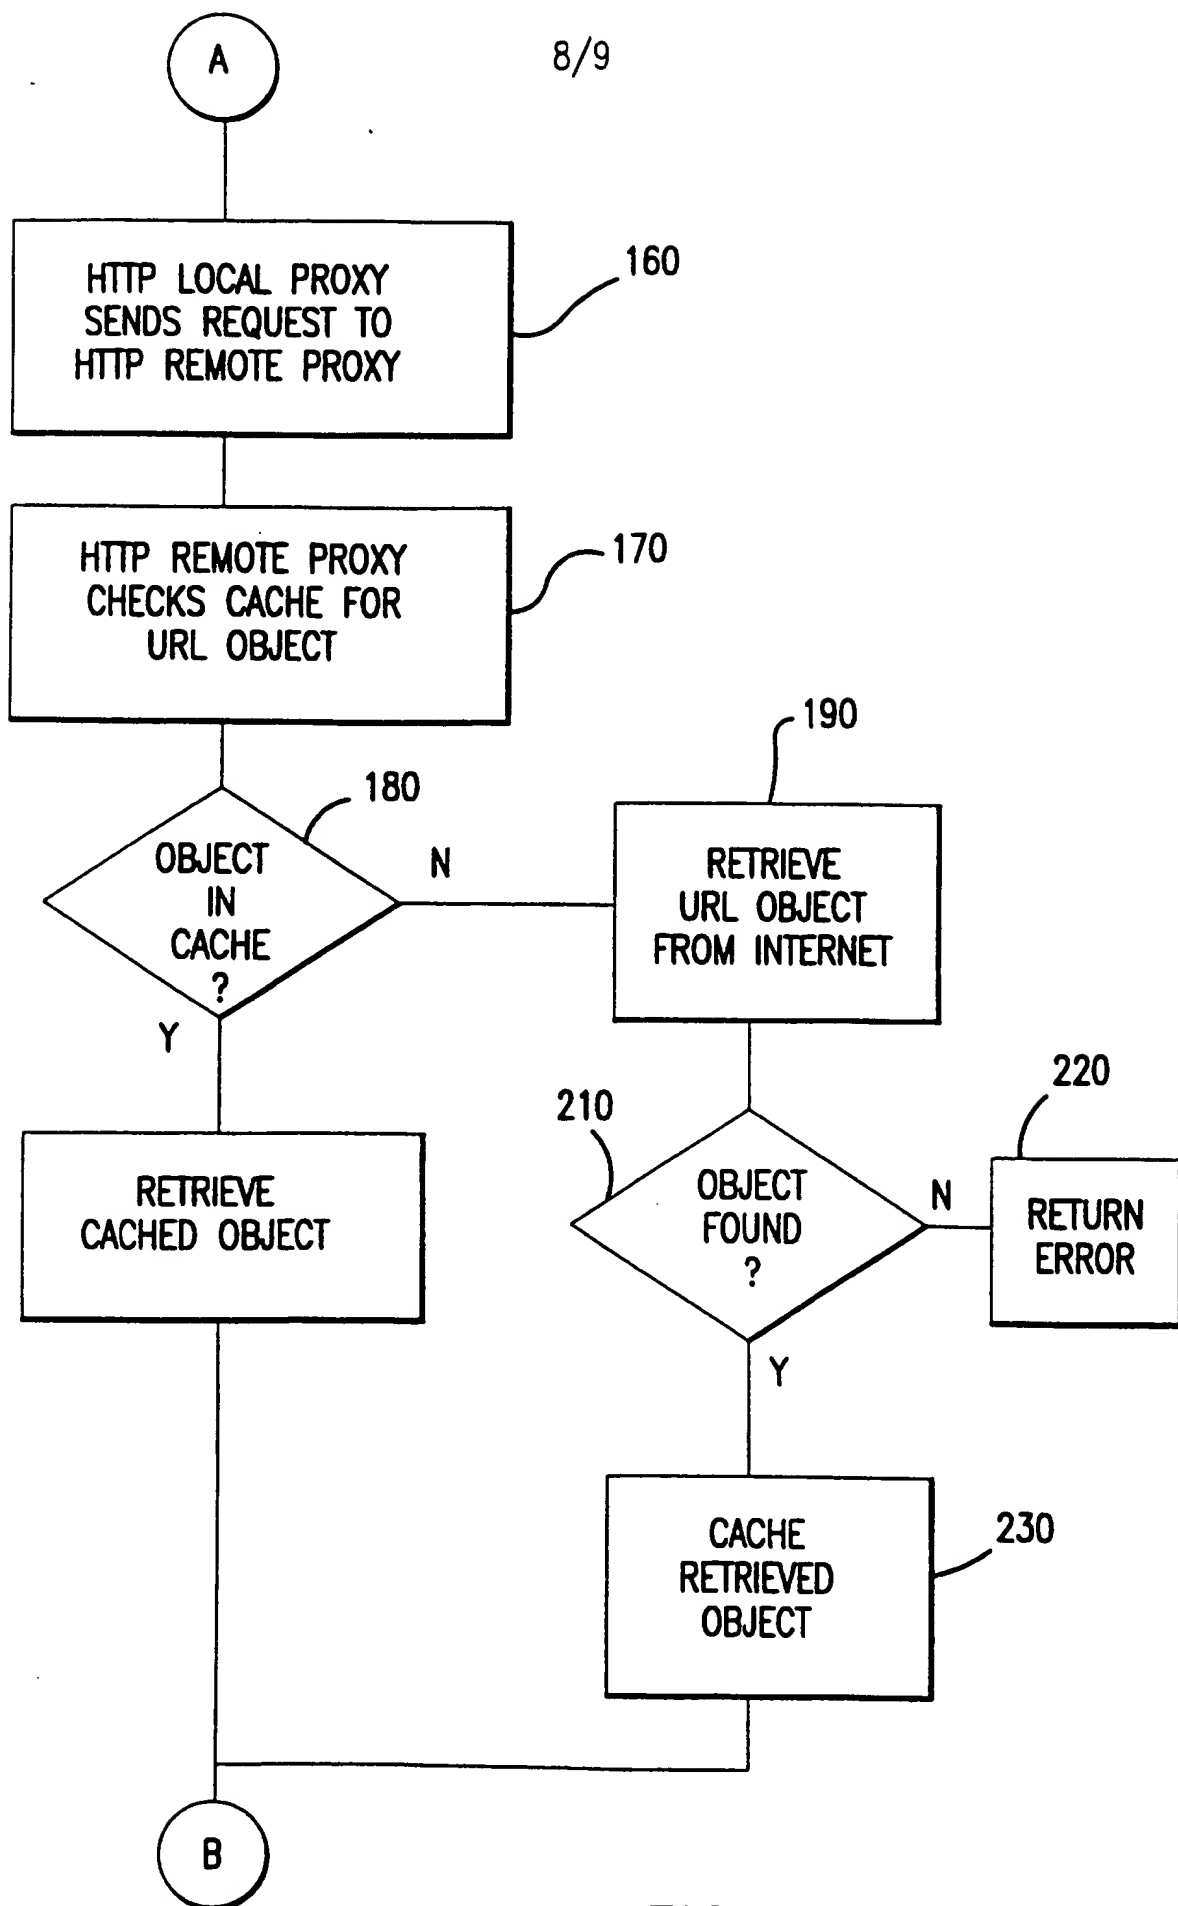 A
8/9
HTTP LOCAL PROXY
SENDS REQUEST TO
HTTP REMOTE PROXY
160
HTTP REMOTE PROXY
CHECKS CACHE FOR
URL OBJECT
170
180
OBJECT
IN
CACHE
?
N
Y
190
RETRIEVE
URL OBJECT
FROM INTERNET
RETRIEVE
CACHED OBJECT
210
OBJECT
FOUND
?
N
Y
220
RETURN
ERROR
CACHE
RETRIEVED
OBJECT
230
B